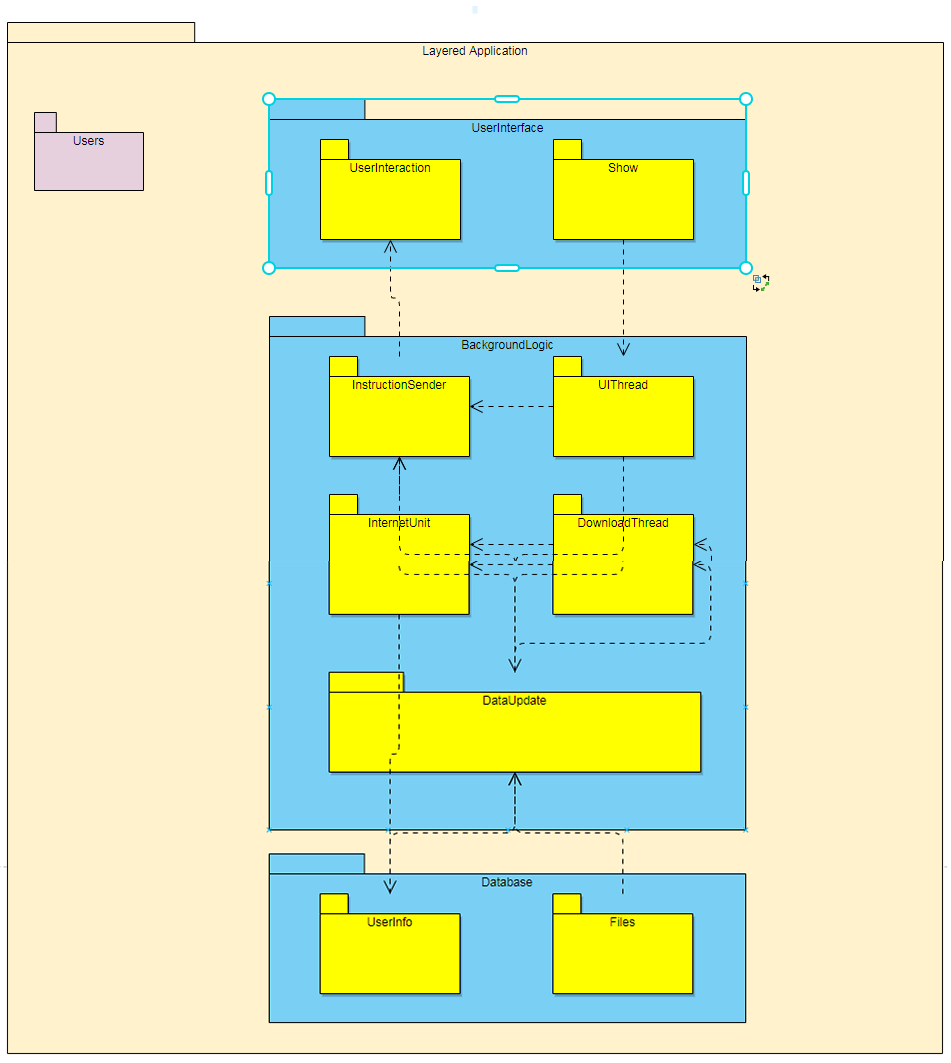 Layered Application
Users
UserInterface
UserInteraction
Show
BackgroundLogic
InstructionSender
UIThread
InternetUnit
DownloadThread
DataUpdate
Database
UserInfo
Files